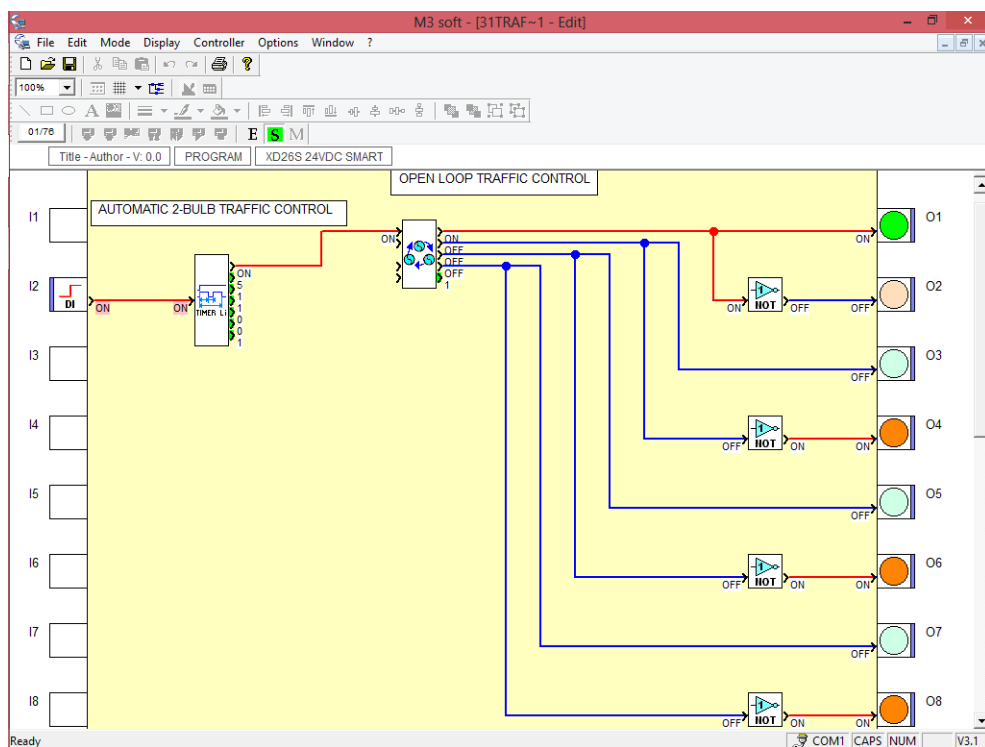 M3 soft - [31TRAF~1 - Edit]
File Edit Mode Display Controller Options Window ?
100%
01/76 E S M
Title - Author - V: 0.0 PROGRAM XD26S 24VDC SMART
OPEN LOOP TRAFFIC CONTROL
AUTOMATIC 2-BULB TRAFFIC CONTROL
I1 ON ON ON O1
OFF
OFF
OFF
1
I2 DI ON ON TIMER Li ON
5
1
1
0
0
1
ON 1 NOT OFF OFF O2
I3 OFF O3
I4 OFF 1 NOT ON ON O4
I5 OFF O5
I6 OFF 1 NOT ON ON O6
I7 OFF O7
I8 OFF 1 NOT ON ON O8
Ready COM1 CAPS NUM V3.1